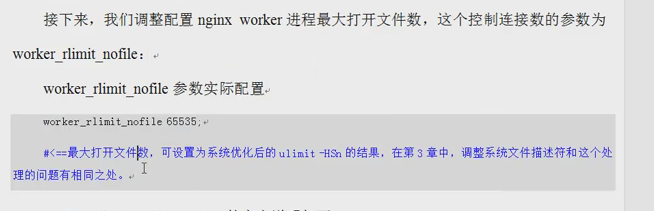 接下来，我们调整配置 nginx worker 进程最大打开文件数，这个控制连接数的参数为
worker_rlimit_nofile：
worker_rlimit_nofile 参数实际配置
worker_rlimit_nofile 65535;
#<==最大打开文件数，可设置为系统优化后的 ulimit -HSn 的结果，在第 3 章中，调整系统文件描述符和这个处
理的问题有相同之处。